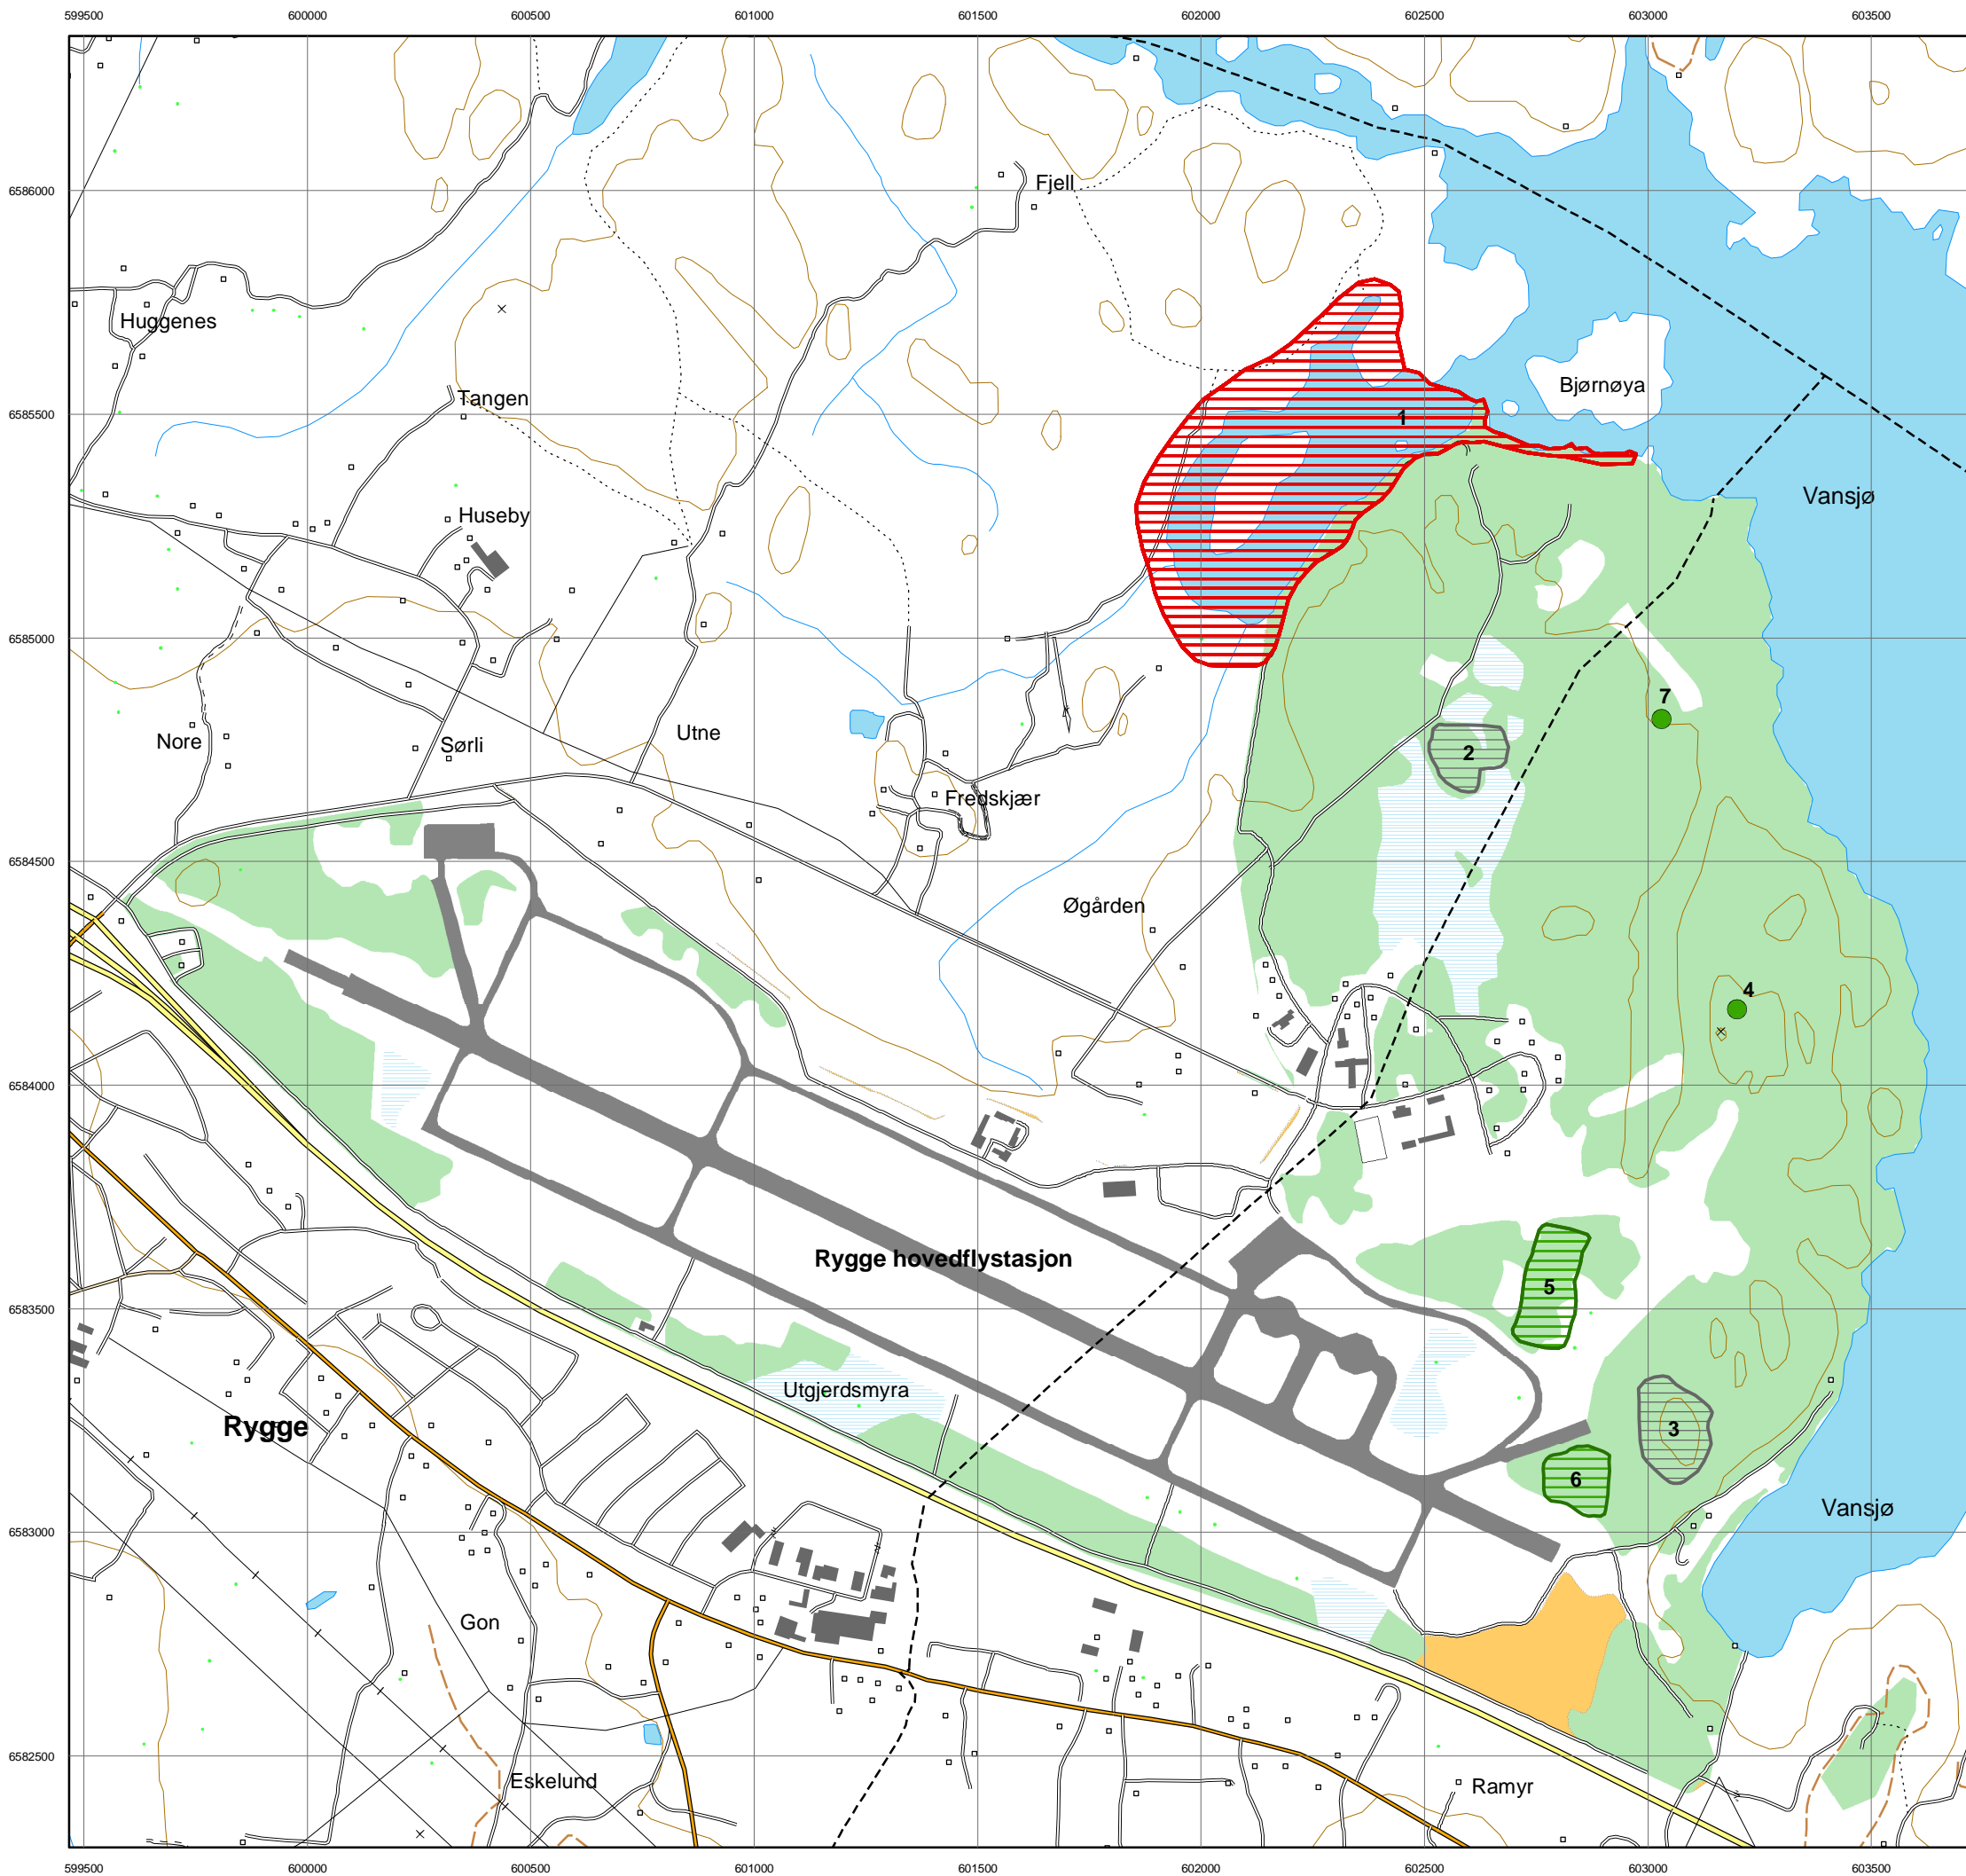 599500 600000 600500 601000 601500 602000 602500 603000 603500
6586000
Fjell
Huggenes
Bjørnøya
Tangen
6585500
1
Vansjø
Huseby
6585000
7
Utne
Nore
Sørli
2
Fredskjær
6584500
Øgården
4
6584000
Rygge hovedflystasjon
5
6583500
Utgjerdsmyra
Rygge
3
6
Vansjø
6583000
Gon
6582500
Eskelund
Ramyr
599500 600000 600500 601000 601500 602000 602500 603000 603500